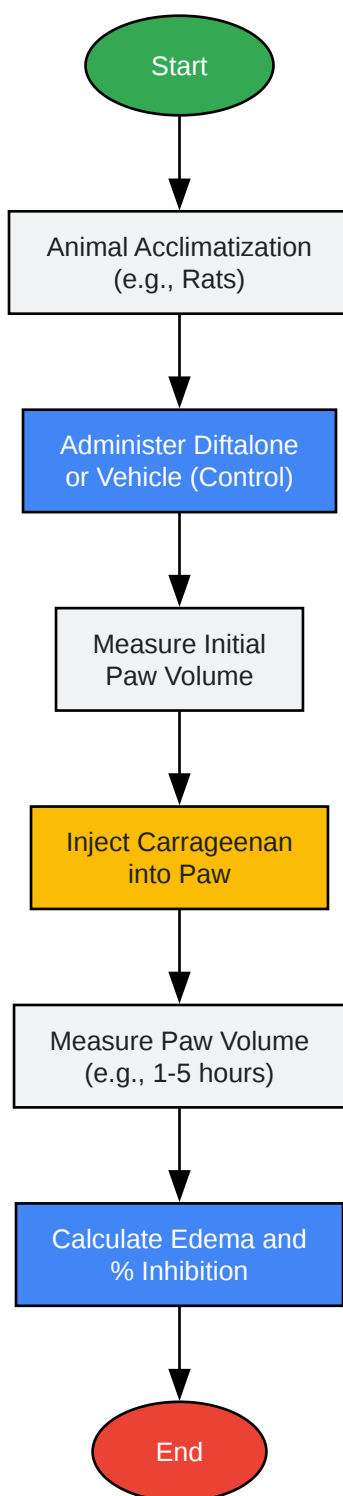 Start
Animal Acclimatization
(e.g., Rats)
Administer Diftalone
or Vehicle (Control)
Measure Initial
Paw Volume
Inject Carrageenan
into Paw
Measure Paw Volume
(e.g., 1-5 hours)
Calculate Edema and
% Inhibition
End